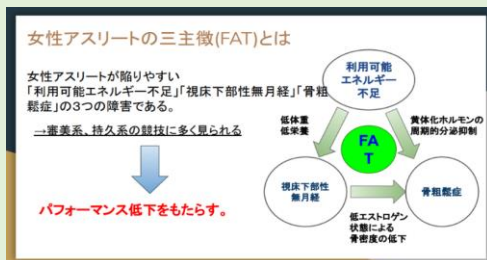 女性アスリートの三主徴(FAT)とは
女性アスリートが陥りやすい
「利用可能エネルギー不足」「視床下部性無月経」「骨粗
鬆症」の3つの障害である。
→審美系、持久系の競技に多く見られる
パフォーマンス低下をもたらす。
利用可能
エネルギー
不足
低体重
低栄養
黄体化ホルモンの
周期的分泌抑制
FA
T
視床下部性
無月経
骨粗鬆症
低エストロゲン
状態による
骨密度の低下